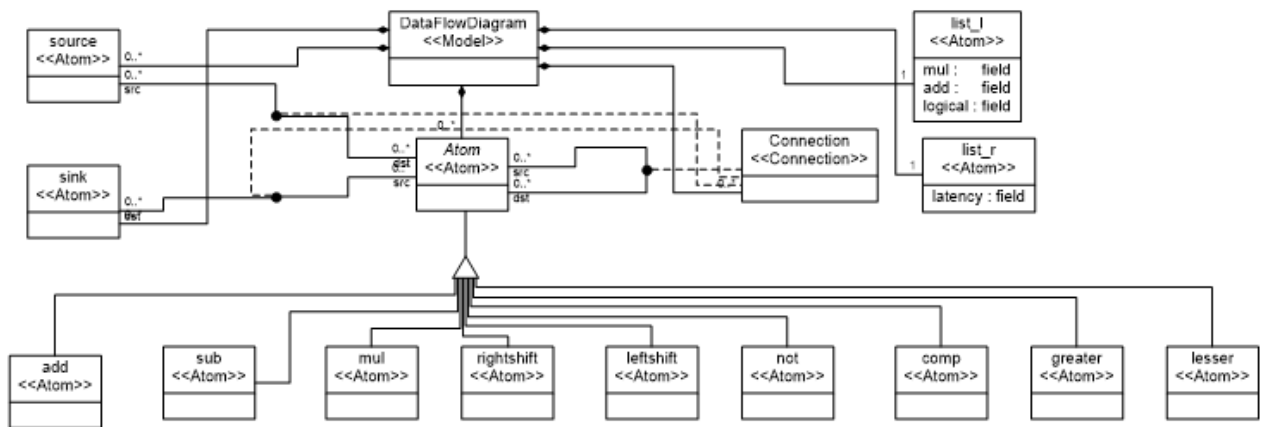 DataFlowDiagram
<<Model>>
source
<<Atom>>
0..*
0..*
src
list_l
<<Atom>>
mul : field
add : field
logical : field
1
0..*
Atom
<<Atom>>
0..*
dst
0..
src
0..*
src
0..*
dst
Connection
<<Connection>>
list_r
<<Atom>>
latency : field
1
sink
<<Atom>>
0..*
dst
add
<<Atom>>
sub
<<Atom>>
mul
<<Atom>>
rightshift
<<Atom>>
leftshift
<<Atom>>
not
<<Atom>>
comp
<<Atom>>
greater
<<Atom>>
lesser
<<Atom>>